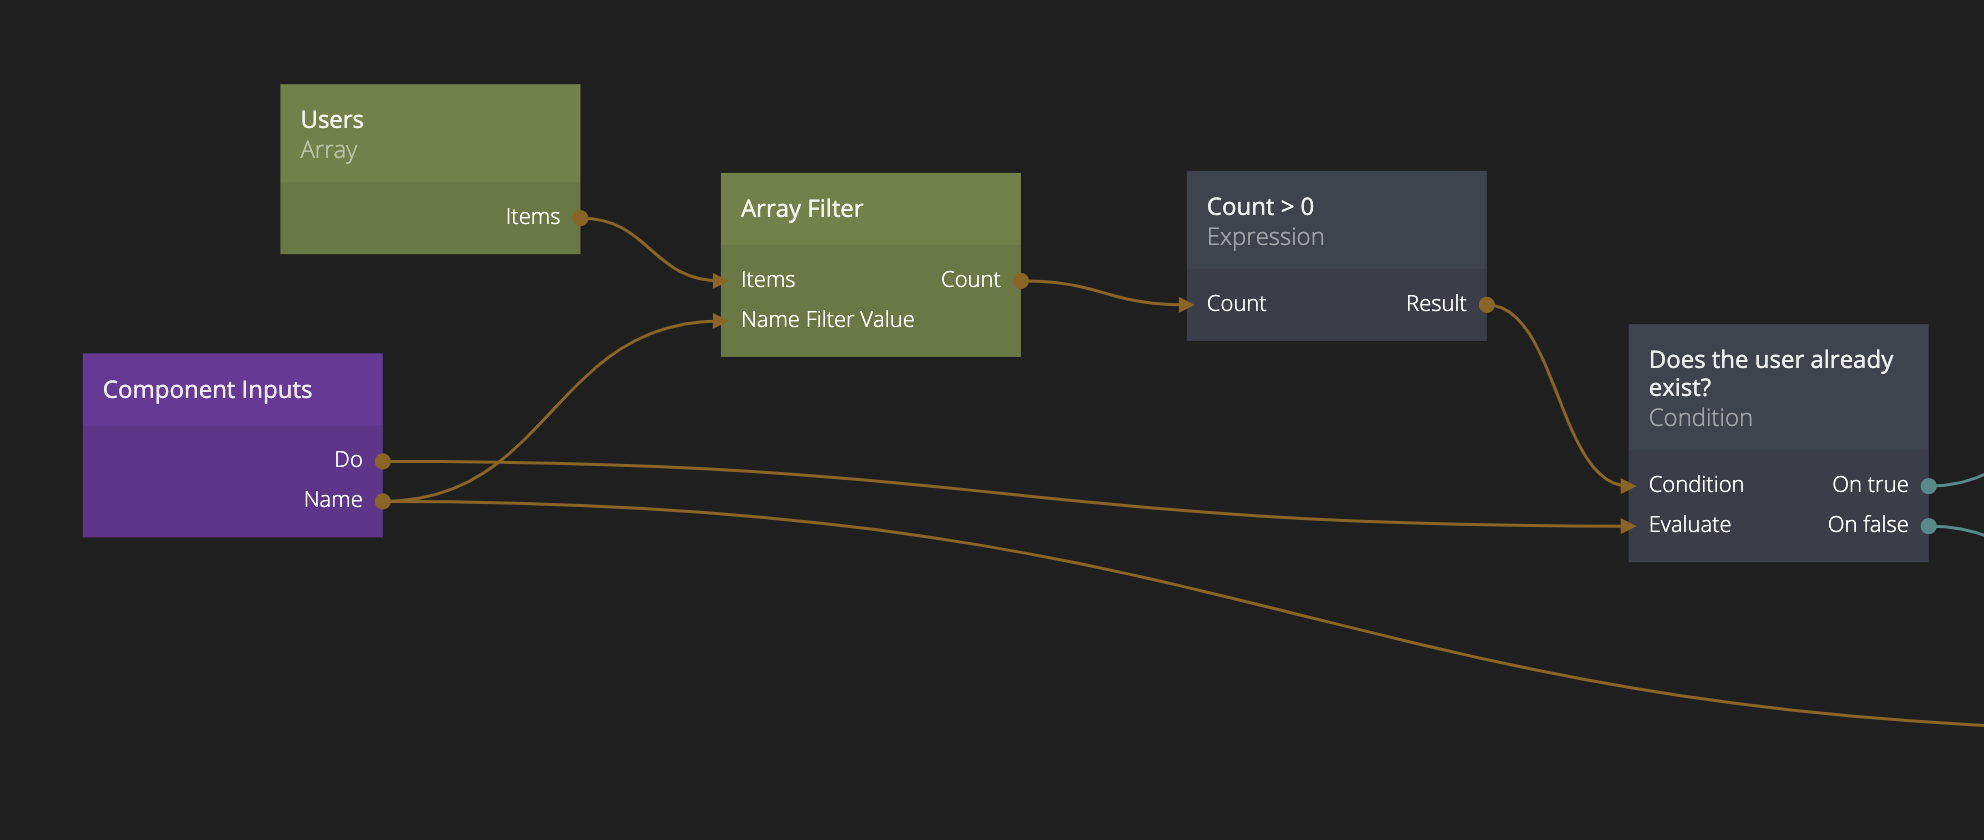 Users
Array
Items
Array Filter
Items
Count
Name Filter Value
Count > 0
Expression
Count
Result
Component Inputs
Do
Name
Does the user already
exist?
Condition
Condition
On true
Evaluate
On false